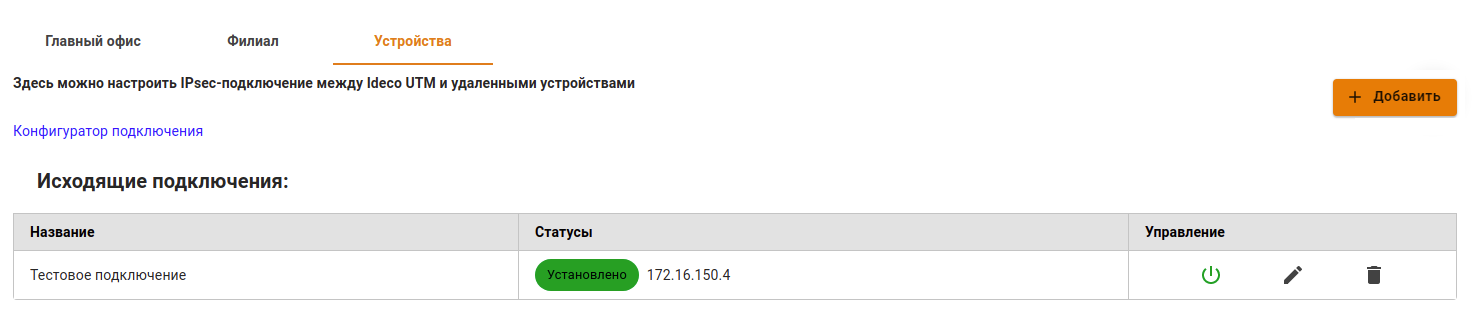 Главный офис Филиал Устройства
Здесь можно настроить IPsec-подключение между Ideco UTM и удаленными устройствами
+ Добавить
Конфигуратор подключения
Исходящие подключения:
Название Статусы Управление
Тестовое подключение Установлено 172.16.150.4